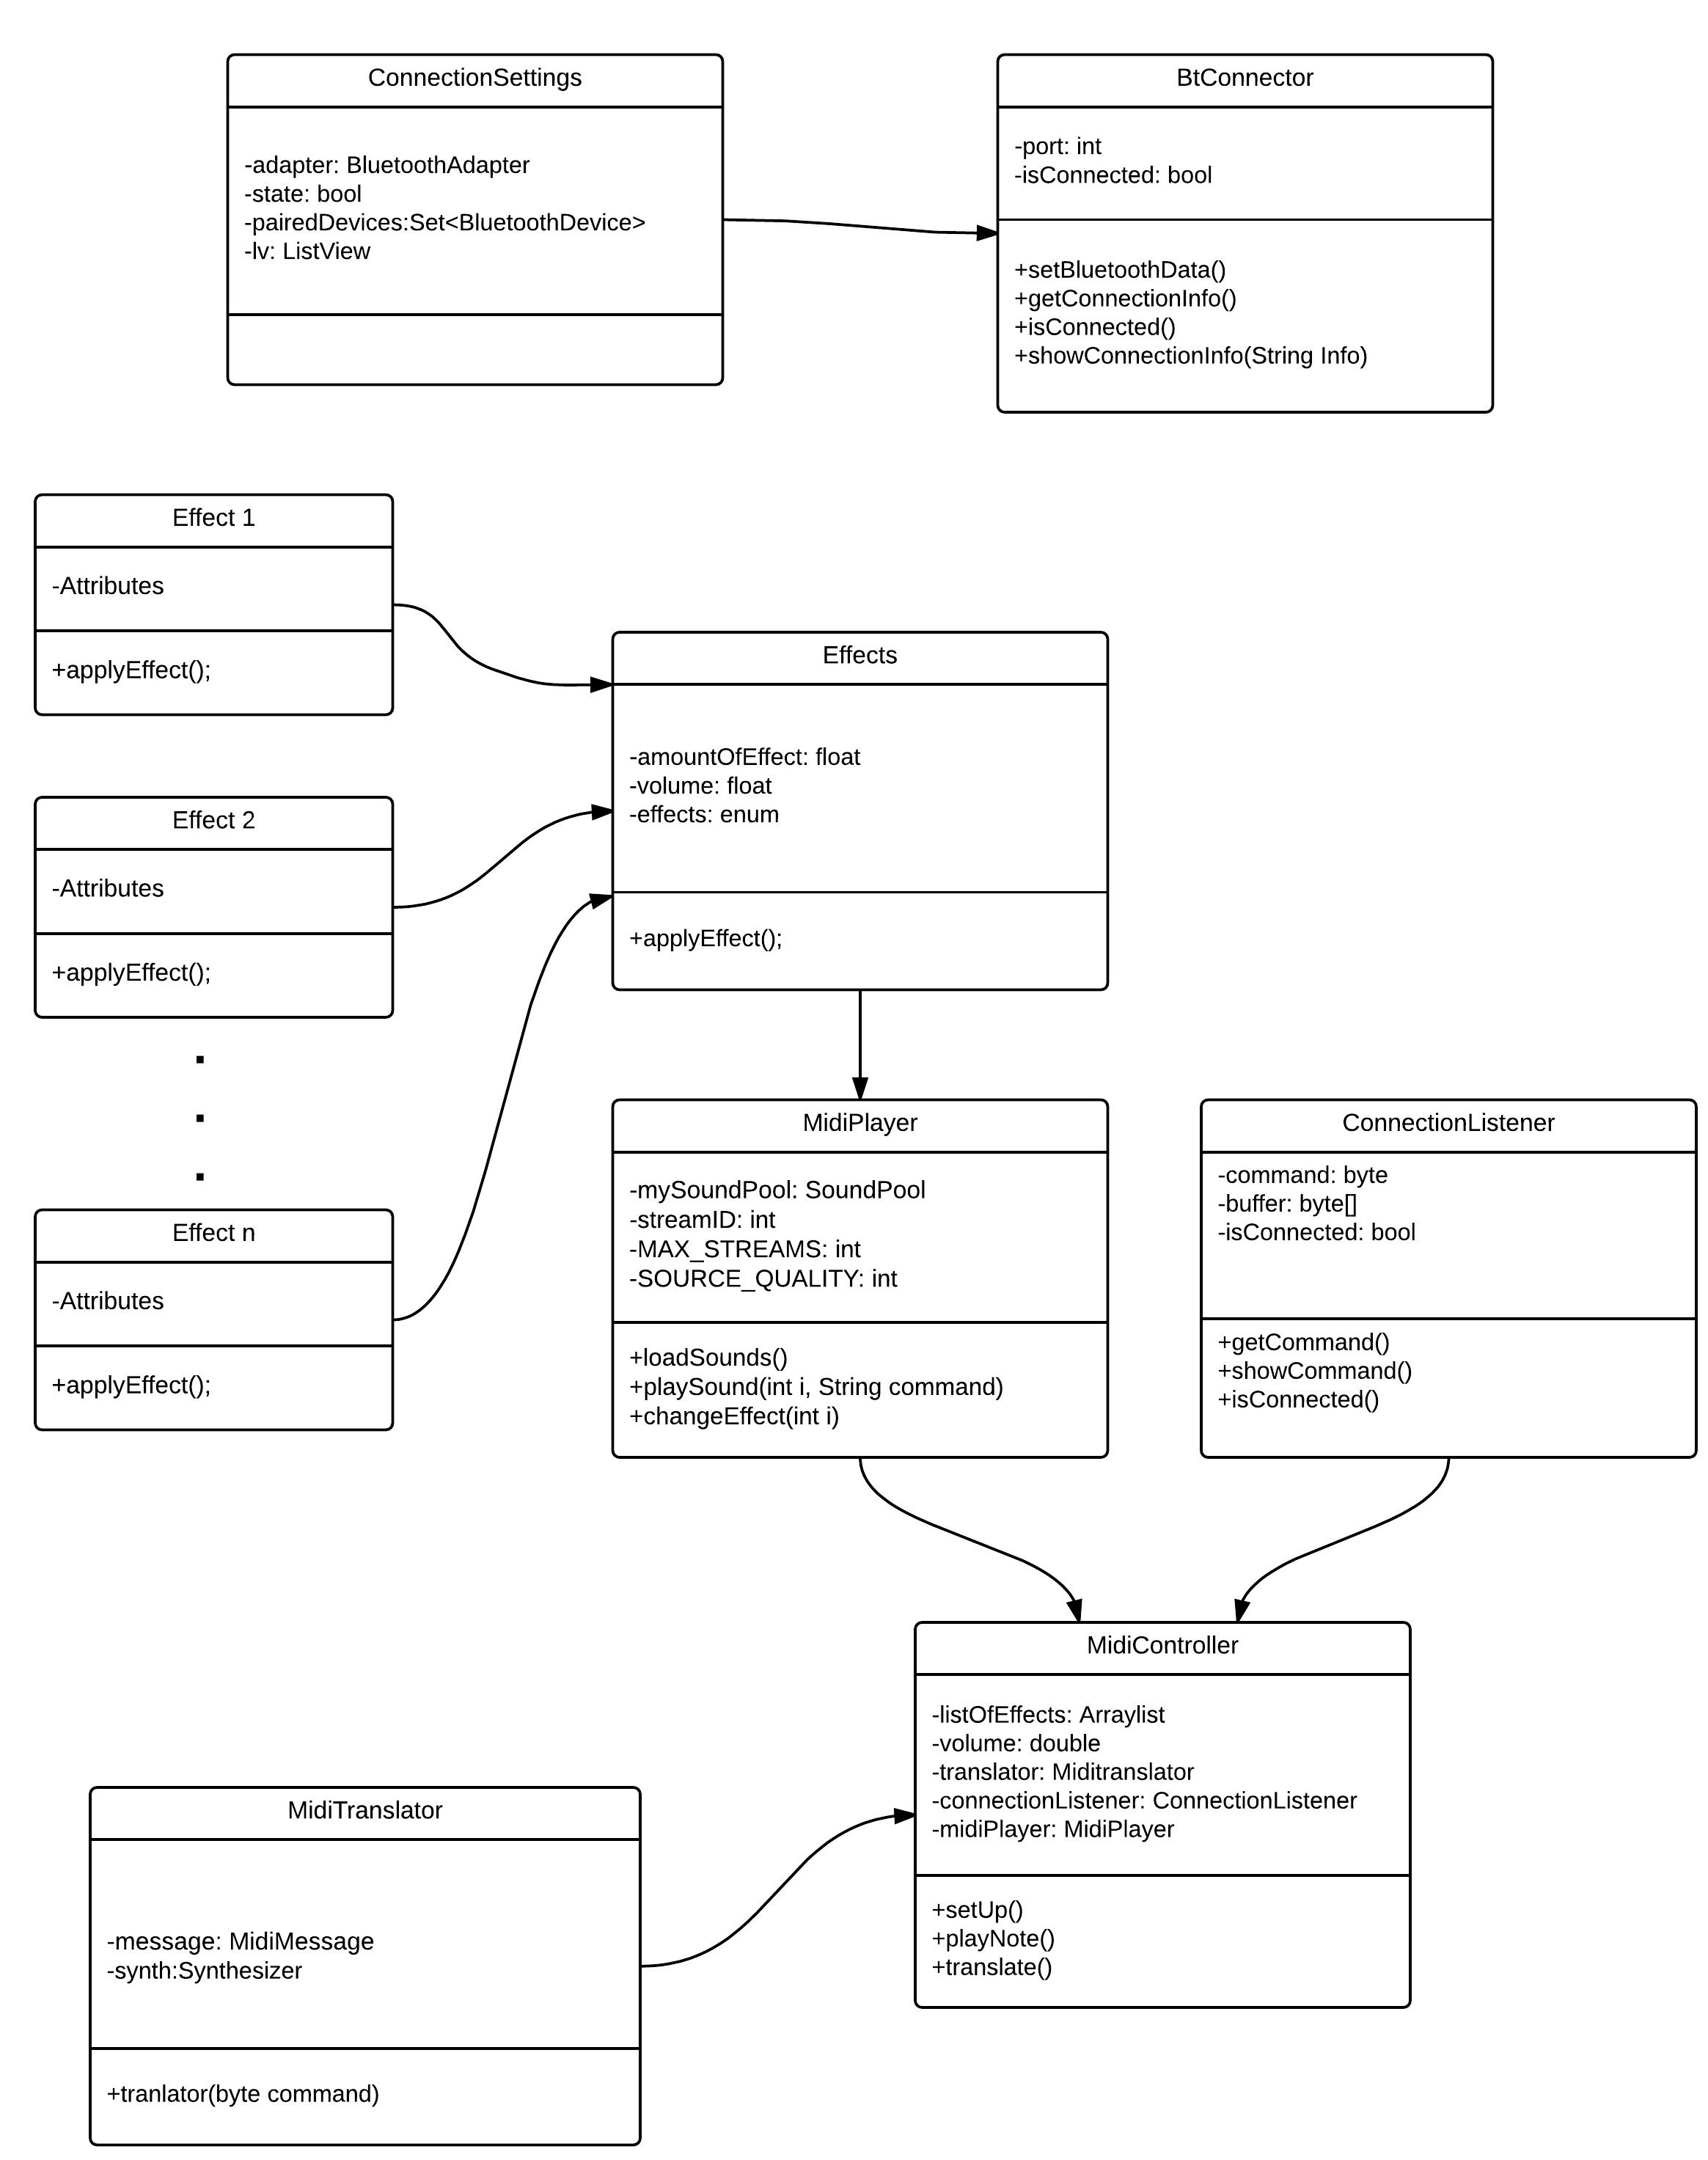 ConnectionSettings
-adapter: BluetoothAdapter
-state: bool
-pairedDevices:Set<BluetoothDevice>
-lv: ListView
BtConnector
-port: int
-isConnected: bool
+setBluetoothData()
+getConnectionInfo()
+isConnected()
+showConnectionInfo(String Info)
Effect 1
-Attributes
+applyEffect();
Effect 2
-Attributes
+applyEffect();
.
.
.
Effect n
-Attributes
+applyEffect();
Effects
-amountOfEffect: float
-volume: float
-effects: enum
+applyEffect();
MidiPlayer
-mySoundPool: SoundPool
-streamID: int
-MAX_STREAMS: int
-SOURCE_QUALITY: int
+loadSounds()
+playSound(int i, String command)
+changeEffect(int i)
ConnectionListener
-command: byte
-buffer: byte[]
-isConnected: bool
+getCommand()
+showCommand()
+isConnected()
MidiController
-listOfEffects: Arraylist
-volume: double
-translator: Miditranslator
-connectionListener: ConnectionListener
-midiPlayer: MidiPlayer
+setUp()
+playNote()
+translate()
MidiTranslator
-message: MidiMessage
-synth:Synthesizer
+tranlator(byte command)